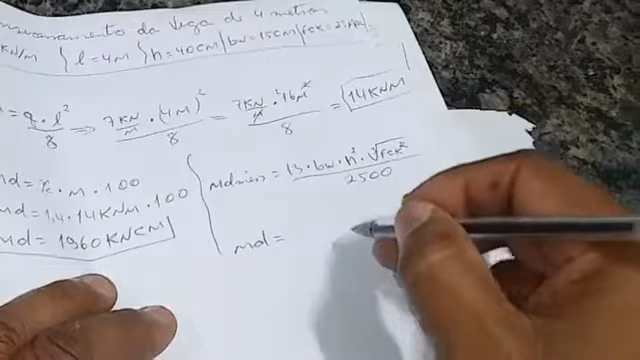 mensionamento da Viga de 4 metros
KN/m { l=4M } h=40CM / bw=15CM / FCK=25MPA /
= q·l²/8 ⇒ 7KN/M · (4M)²/8 = 7KN/M · 16M²/8 = 14KNM
Md = γc · M · 100
Md = 1,4 · 14KNM · 100
Md = 1960 KNCM
Mdmín = 13 · bw · h² · ∛FCK² / 2500
Md =